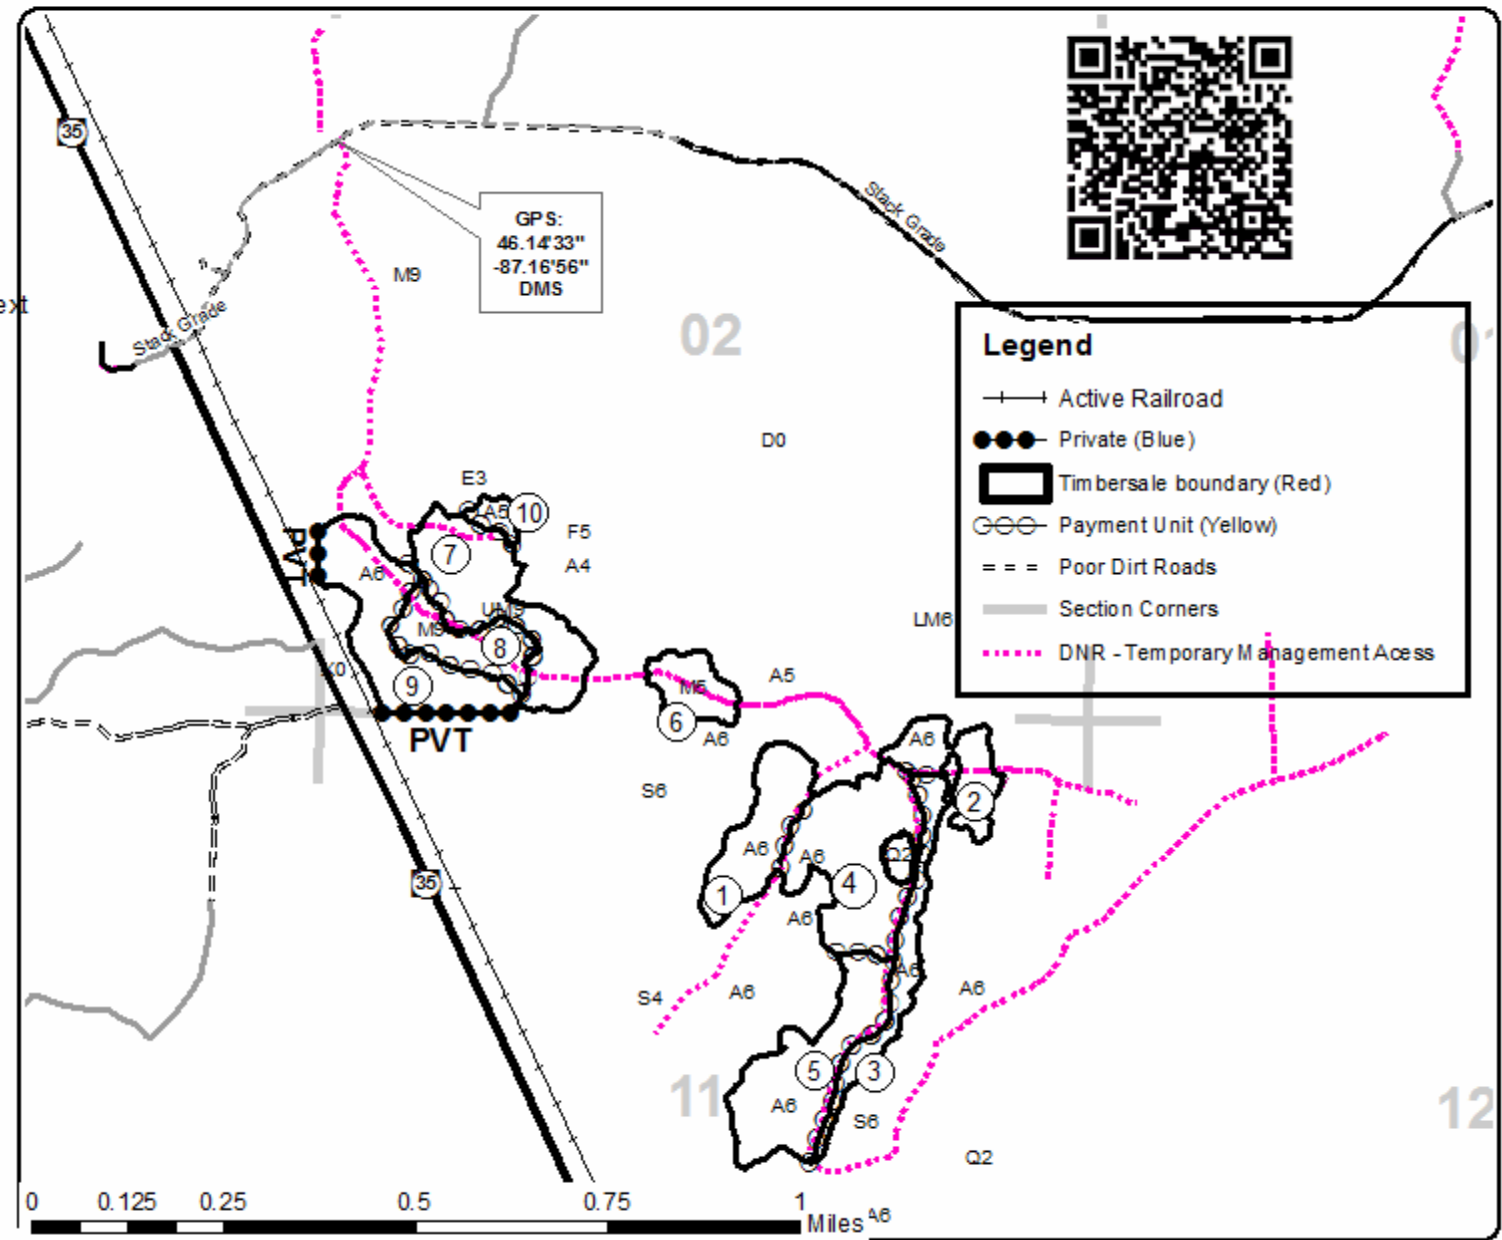 35
Stack Grade
GPS:
46.14'33"
-87.16'56"
DMS
M9
02
Stack Grade
Legend
Active Railroad
Private (Blue)
Timbersale boundary (Red)
Payment Unit (Yellow)
Poor Dirt Roads
Section Corners
DNR - Temporary Management Acess
01
ext
D0
E3
A5
10
F5
PVT
7
A4
A6
UM9
LM6
M9
8
K0
9
A5
M5
6
PVT
A6
A6
S6
2
A6
A6
Q2
4
1
35
A6
A6
S4
A6
A6
5
3
11
A6
S6
12
Q2
0
0.125
0.25
0.5
0.75
1
Miles
A6